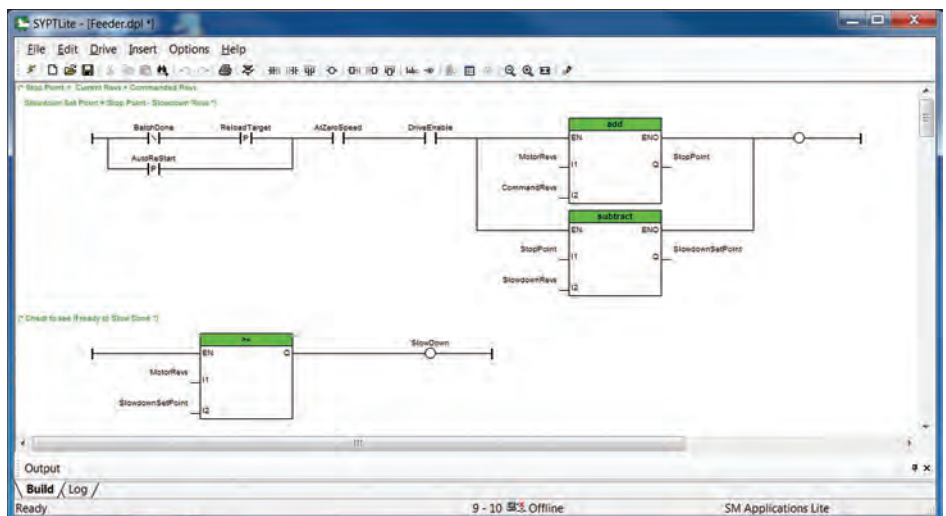 SYPTLite - [Feeder.dpl *]
File Edit Drive Insert Options Help
(* Stop Point = Current Revs + Commanded Revs
Slowdown Set Point = Stop Point - Slowdown Revs *)
BatchDone ReloadTarget AtZeroSpeed DriveEnable
N P
AutoReStart
P
add
EN ENO
MotorRevs I1 Q StopPoint
CommandRevs I2
subtract
EN ENO
StopPoint I1 Q SlowdownSetPoint
SlowdownRevs I2
(* Check to see if ready to Slow Down *)
>=
EN Q SlowDown
MotorRevs I1
SlowdownSetPoint I2
Output
Build / Log /
Ready 9 - 10 Offline SM Applications Lite